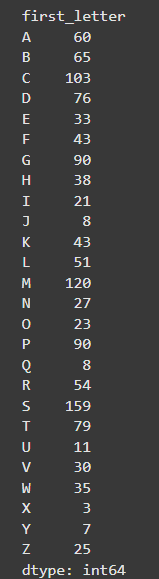 first_letter
A 60
B 65
C 103
D 76
E 33
F 43
G 90
H 38
I 21
J 8
K 43
L 51
M 120
N 27
O 23
P 90
Q 8
R 54
S 159
T 79
U 11
V 30
W 35
X 3
Y 7
Z 25
dtype: int64